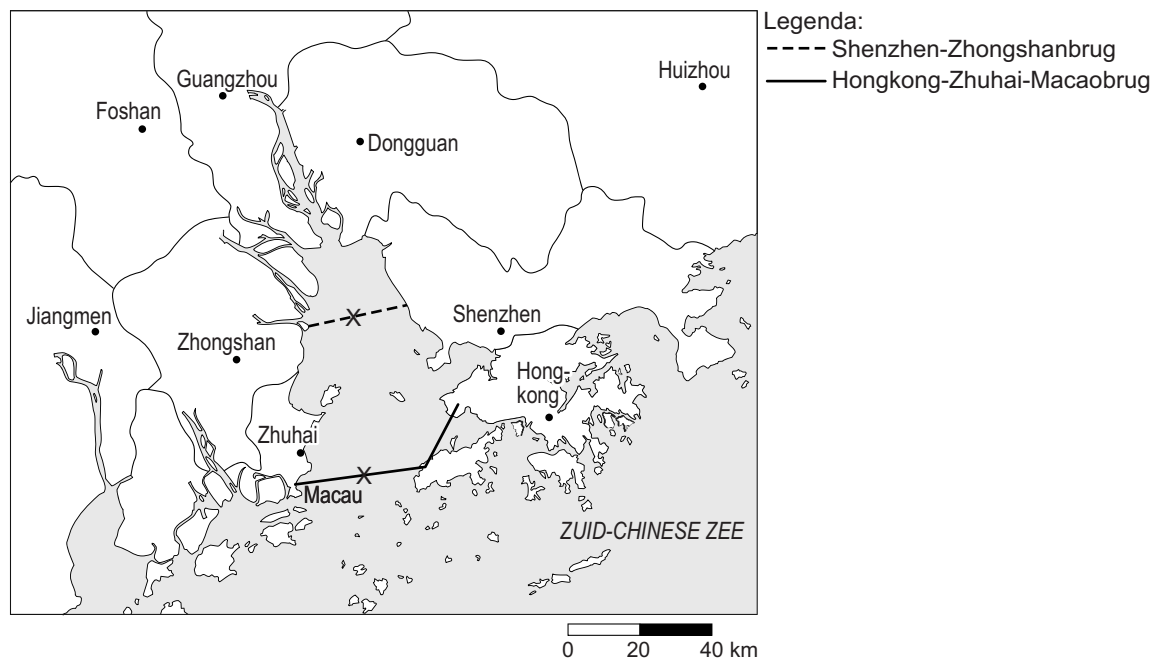 Legenda:
Shenzhen-Zhongshanbrug
Hongkong-Zhuhai-Macaobrug
Huizhou
Guangzhou
Foshan
Dongguan
Jiangmen
Shenzhen
X
Zhongshan
Hong-
kong
Zhuhai
X
Macau
ZUID-CHINESE ZEE
0 20 40 km